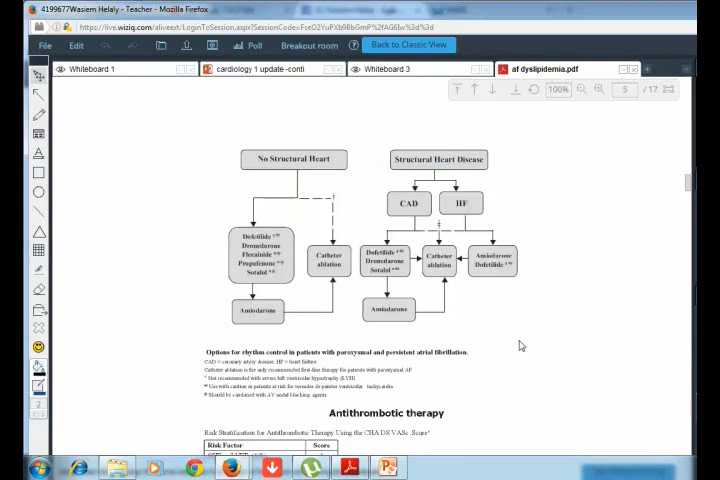 4199677Wasiem Helaly - Teacher - Mozilla Firefox
File Edit Poll Breakout room Back to Classic View
Whiteboard 1
cardiology 1 update -conti
Whiteboard 3
af dyslipidemia.pdf
100% 5 / 17
No Structural Heart
Structural Heart Disease
CAD
HF
Dofetilide
Dronedarone
Flecainide
Propafenone
Sotalol
Catheter
ablation
Dofetilide
Dronedarone
Sotalol
Catheter
ablation
Amiodarone
Dofetilide
Amiodarone
Amiodarone
Options for rhythm control in patients with paroxysmal and persistent atrial fibrillation.
CAD = coronary artery disease, HF = heart failure.
Catheter ablation is the only recommended first-line therapy for patients with paroxysmal AF
* Not recommended with severe left ventricular hypertrophy (LVH)
Use with caution in patients at risk for torsades de pointes ventricular tachycardia
Should be combined with AV nodal blocking agents
Antithrombotic therapy
Risk Stratification for Antithrombotic Therapy Using the CHA DS VASc Score*
Risk Factor Score
2